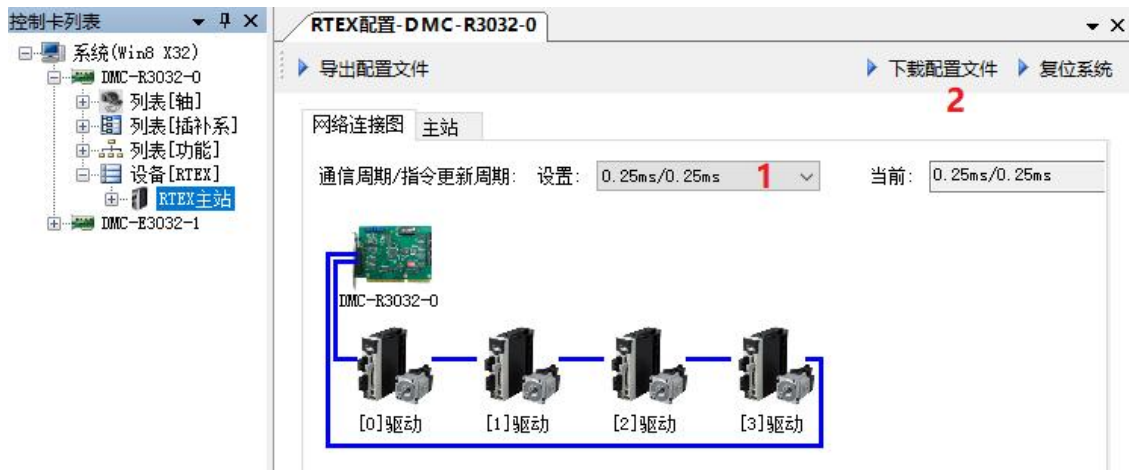 控制卡列表
系统(Win8 X32)
DMC-R3032-0
列表[轴]
列表[插补系]
列表[功能]
设备[RTEX]
RTEX主站
DMC-E3032-1
RTEX配置-DMC-R3032-0
导出配置文件
下载配置文件 复位系统
2
网络连接图 主站
通信周期/指令更新周期: 设置: 0.25ms/0.25ms 1 当前: 0.25ms/0.25ms
DMC-R3032-0
[0]驱动 [1]驱动 [2]驱动 [3]驱动